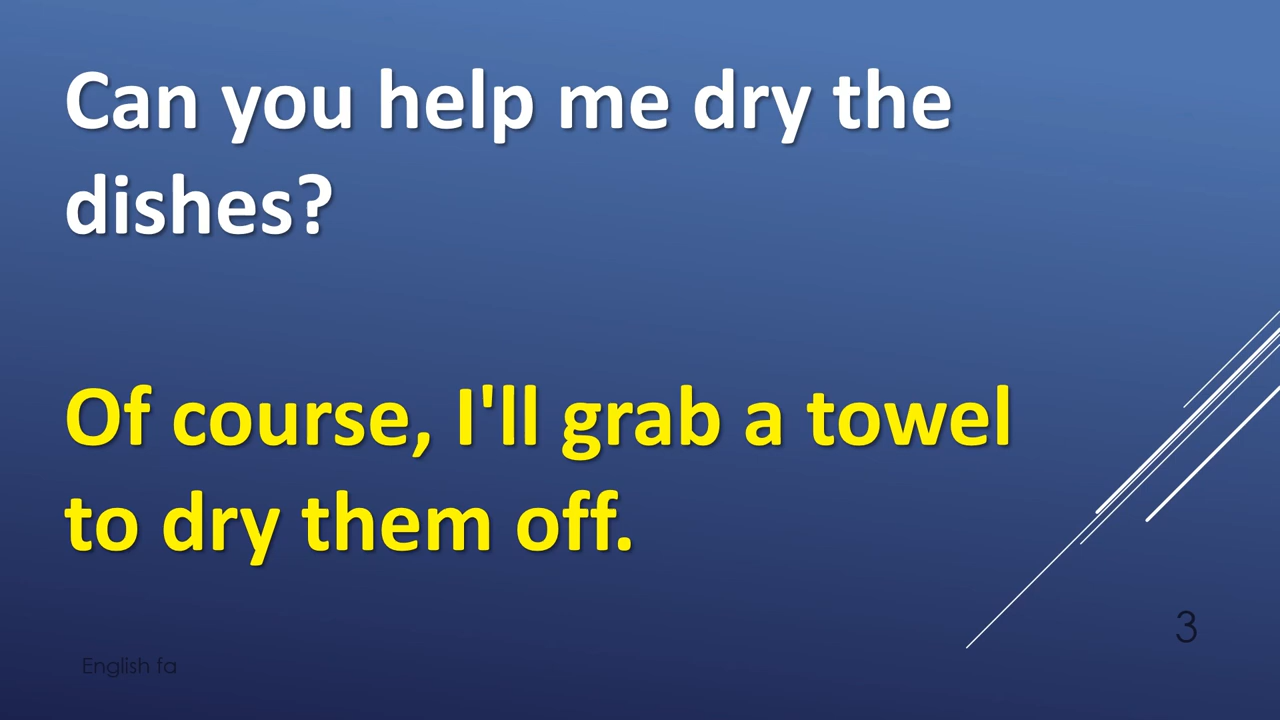 Can you help me dry the
dishes?
Of course, I'll grab a towel
to dry them off.
3
English fa